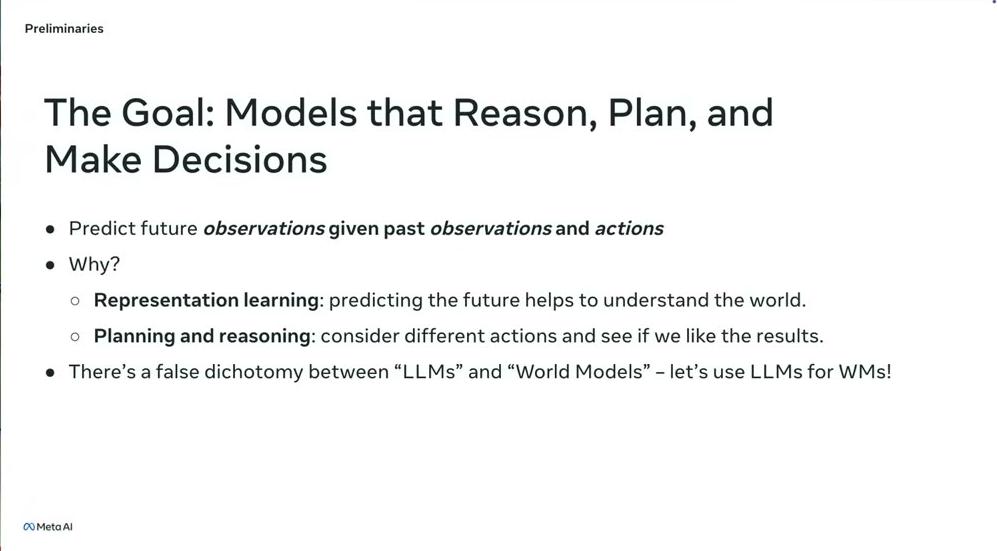 Preliminaries
The Goal: Models that Reason, Plan, and
Make Decisions
● Predict future observations given past observations and actions
● Why?
○ Representation learning: predicting the future helps to understand the world.
○ Planning and reasoning: consider different actions and see if we like the results.
● There's a false dichotomy between “LLMs” and “World Models” – let's use LLMs for WMs!
Meta AI